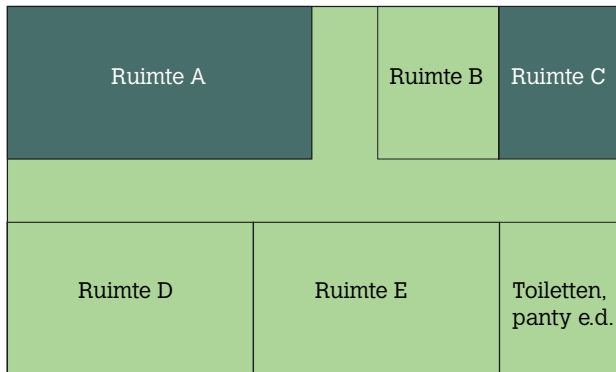 Ruimte A
Ruimte B
Ruimte C
Ruimte D
Ruimte E
Toiletten,
panty e.d.